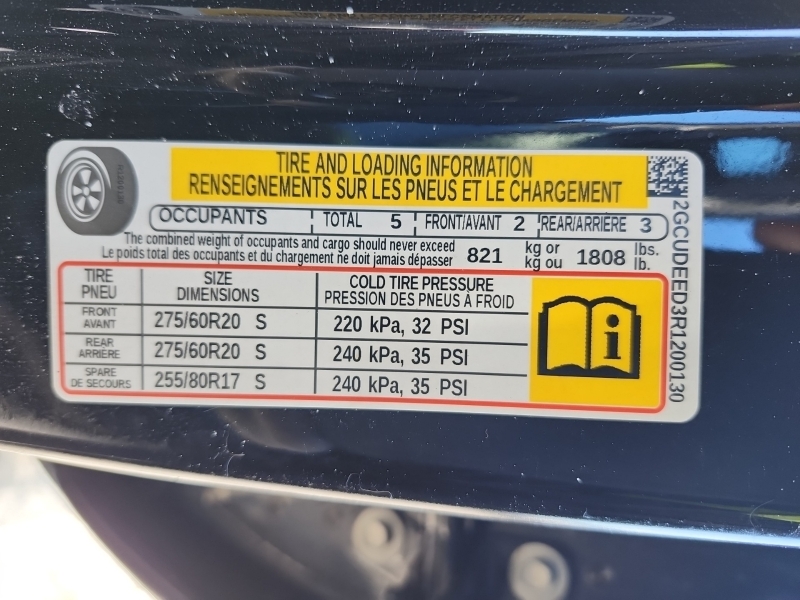 TIRE AND LOADING INFORMATION
RENSEIGNEMENTS SUR LES PNEUS ET LE CHARGEMENT
OCCUPANTS TOTAL 5 FRONT/AVANT 2 REAR/ARRIÈRE 3
The combined weight of occupants and cargo should never exceed
Le poids total des occupants et du chargement ne doit jamais dépasser
821 kg or 1808 lbs.
kg ou lb.
TIRE SIZE COLD TIRE PRESSURE
PNEU DIMENSIONS PRESSION DES PNEUS À FROID
FRONT
AVANT 275/60R20 S 220 kPa, 32 PSI
REAR
ARRIÈRE 275/60R20 S 240 kPa, 35 PSI
SPARE
DE SECOURS 255/80R17 S 240 kPa, 35 PSI
2GCUDEED3R1200130